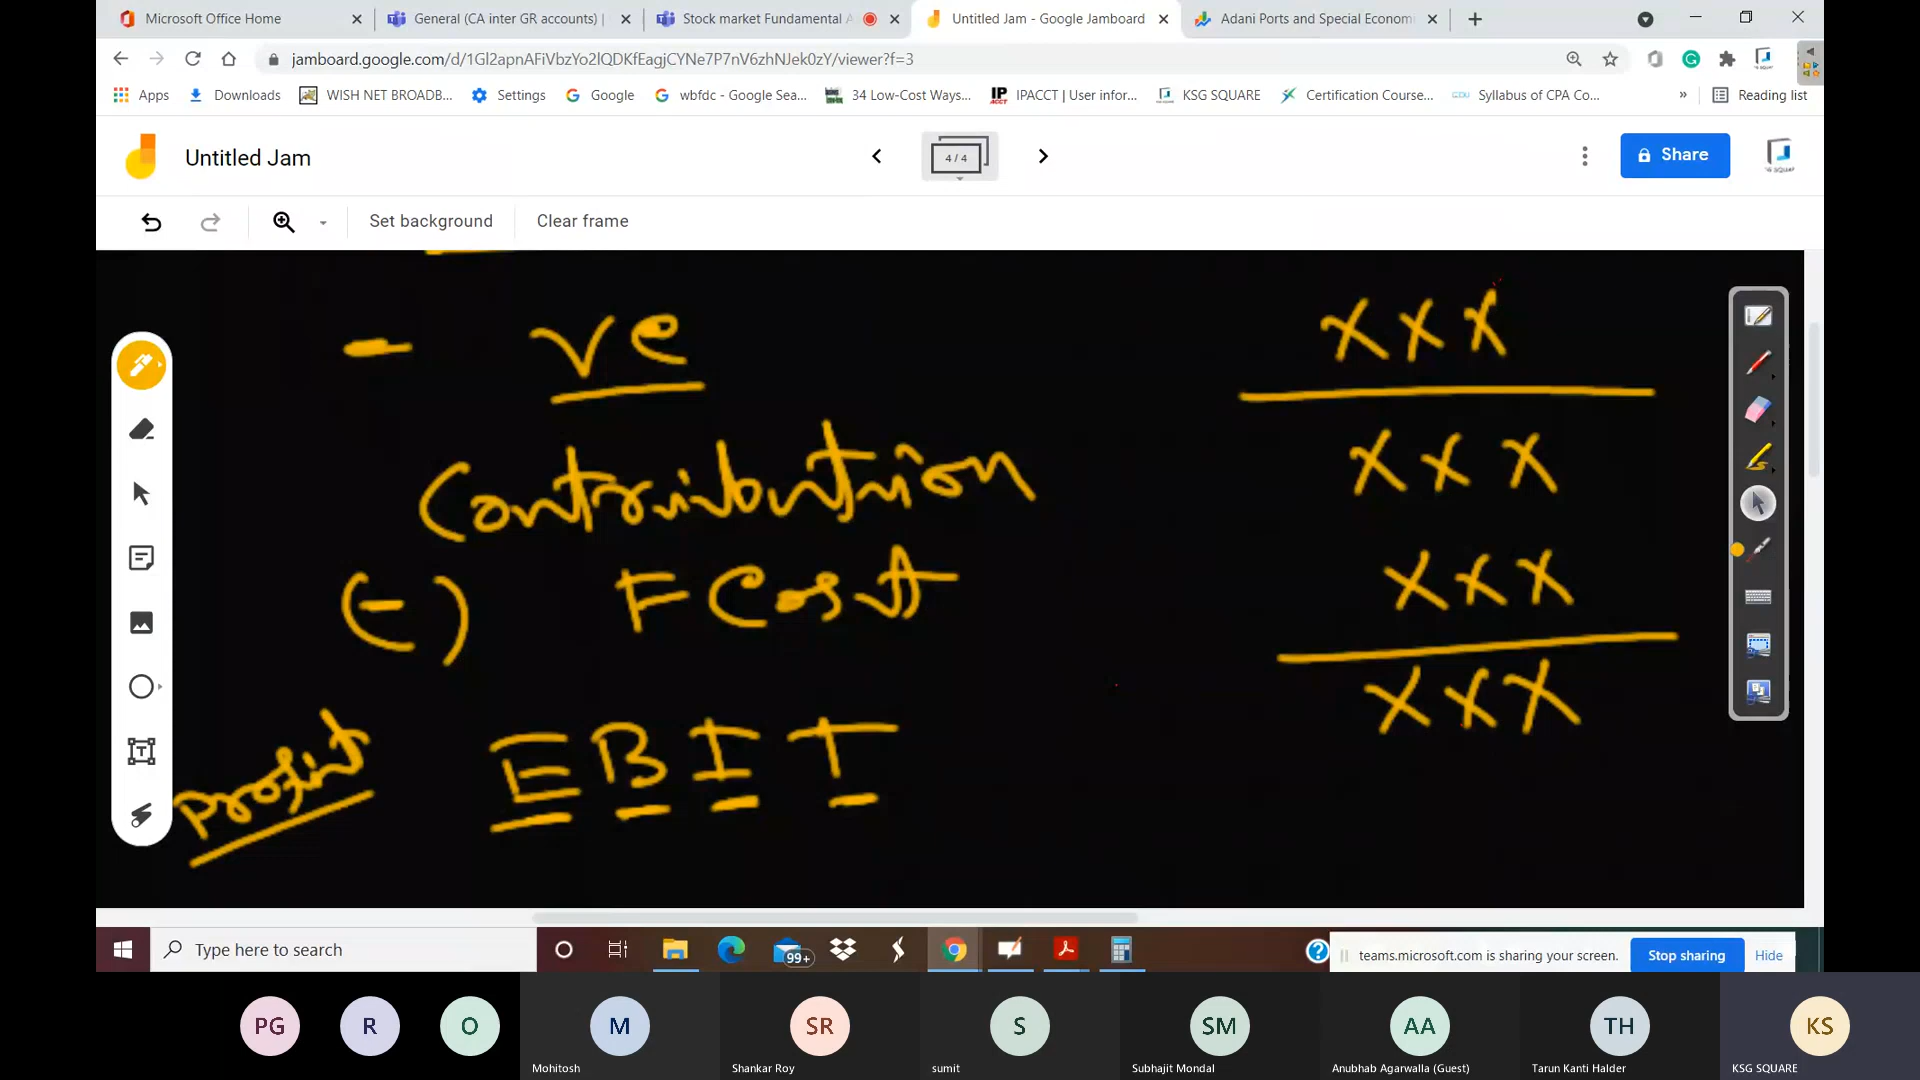 Microsoft Office Home
General (CA inter GR accounts) |
Stock market Fundamental A
Untitled Jam - Google Jamboard
Adani Ports and Special Economi
jamboard.google.com/d/1Gl2apnAFiVbzYo2lQDKfEagjCYNe7P7nV6zhNJek0zY/viewer?f=3
Apps Downloads WISH NET BROADB... Settings Google wbfdc - Google Sea... 34 Low-Cost Ways... IPACCT | User infor... KSG SQUARE Certification Course... Syllabus of CPA Co... » Reading list
Untitled Jam
4 / 4
Share
Set background Clear frame
- VC XXX
Contribution XXX
(-) F Cost XXX
Profit EBIT XXX
Type here to search
99+
teams.microsoft.com is sharing your screen. Stop sharing Hide
PG R O M SR S SM AA TH KS
Mohitosh Shankar Roy sumit Subhajit Mondal Anubhab Agarwalla (Guest) Tarun Kanti Halder KSG SQUARE